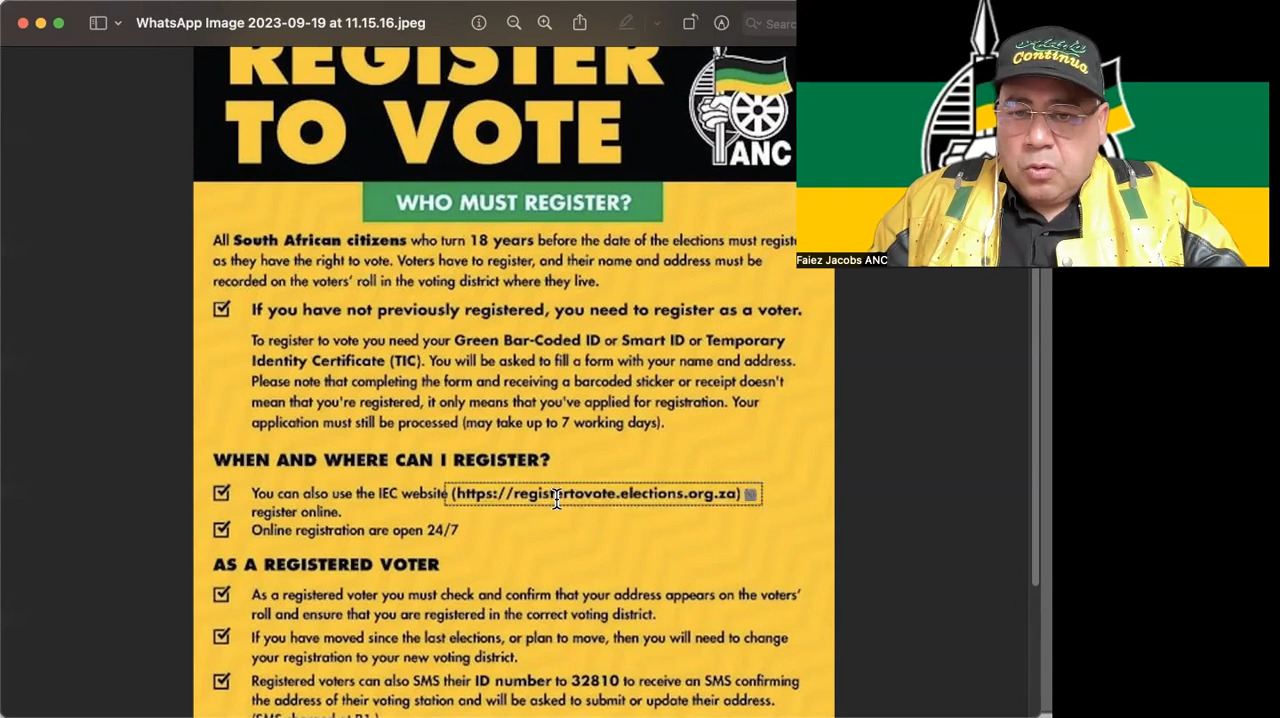 WhatsApp Image 2023-09-19 at 11.15.16.jpeg
REGISTER
TO VOTE
ANC
WHO MUST REGISTER?
All South African citizens who turn 18 years before the date of the elections must
as they have the right to vote. Voters have to register, and their name and address must be
recorded on the voters' roll in the voting district where they live.
If you have not previously registered, you need to register as a voter.
To register to vote you need your Green Bar-Coded ID or Smart ID or Temporary
Identity Certificate (TIC). You will be asked to fill a form with your name and address.
Please note that completing the form and receiving a barcoded sticker or receipt doesn't
mean that you're registered, it only means that you've applied for registration. Your
application must still be processed (may take up to 7 working days).
WHEN AND WHERE CAN I REGISTER?
You can also use the IEC website (https://registertovote.elections.org.za)
register online.
Online registration are open 24/7
AS A REGISTERED VOTER
As a registered voter you must check and confirm that your address appears on the voters'
roll and ensure that you are registered in the correct voting district.
If you have moved since the last elections, or plan to move, then you will need to change
your registration to your new voting district.
Registered voters can also SMS their ID number to 32810 to receive an SMS confirming
the address of their voting station and will be asked to submit or update their address.
Continua
Faiez Jacobs ANC